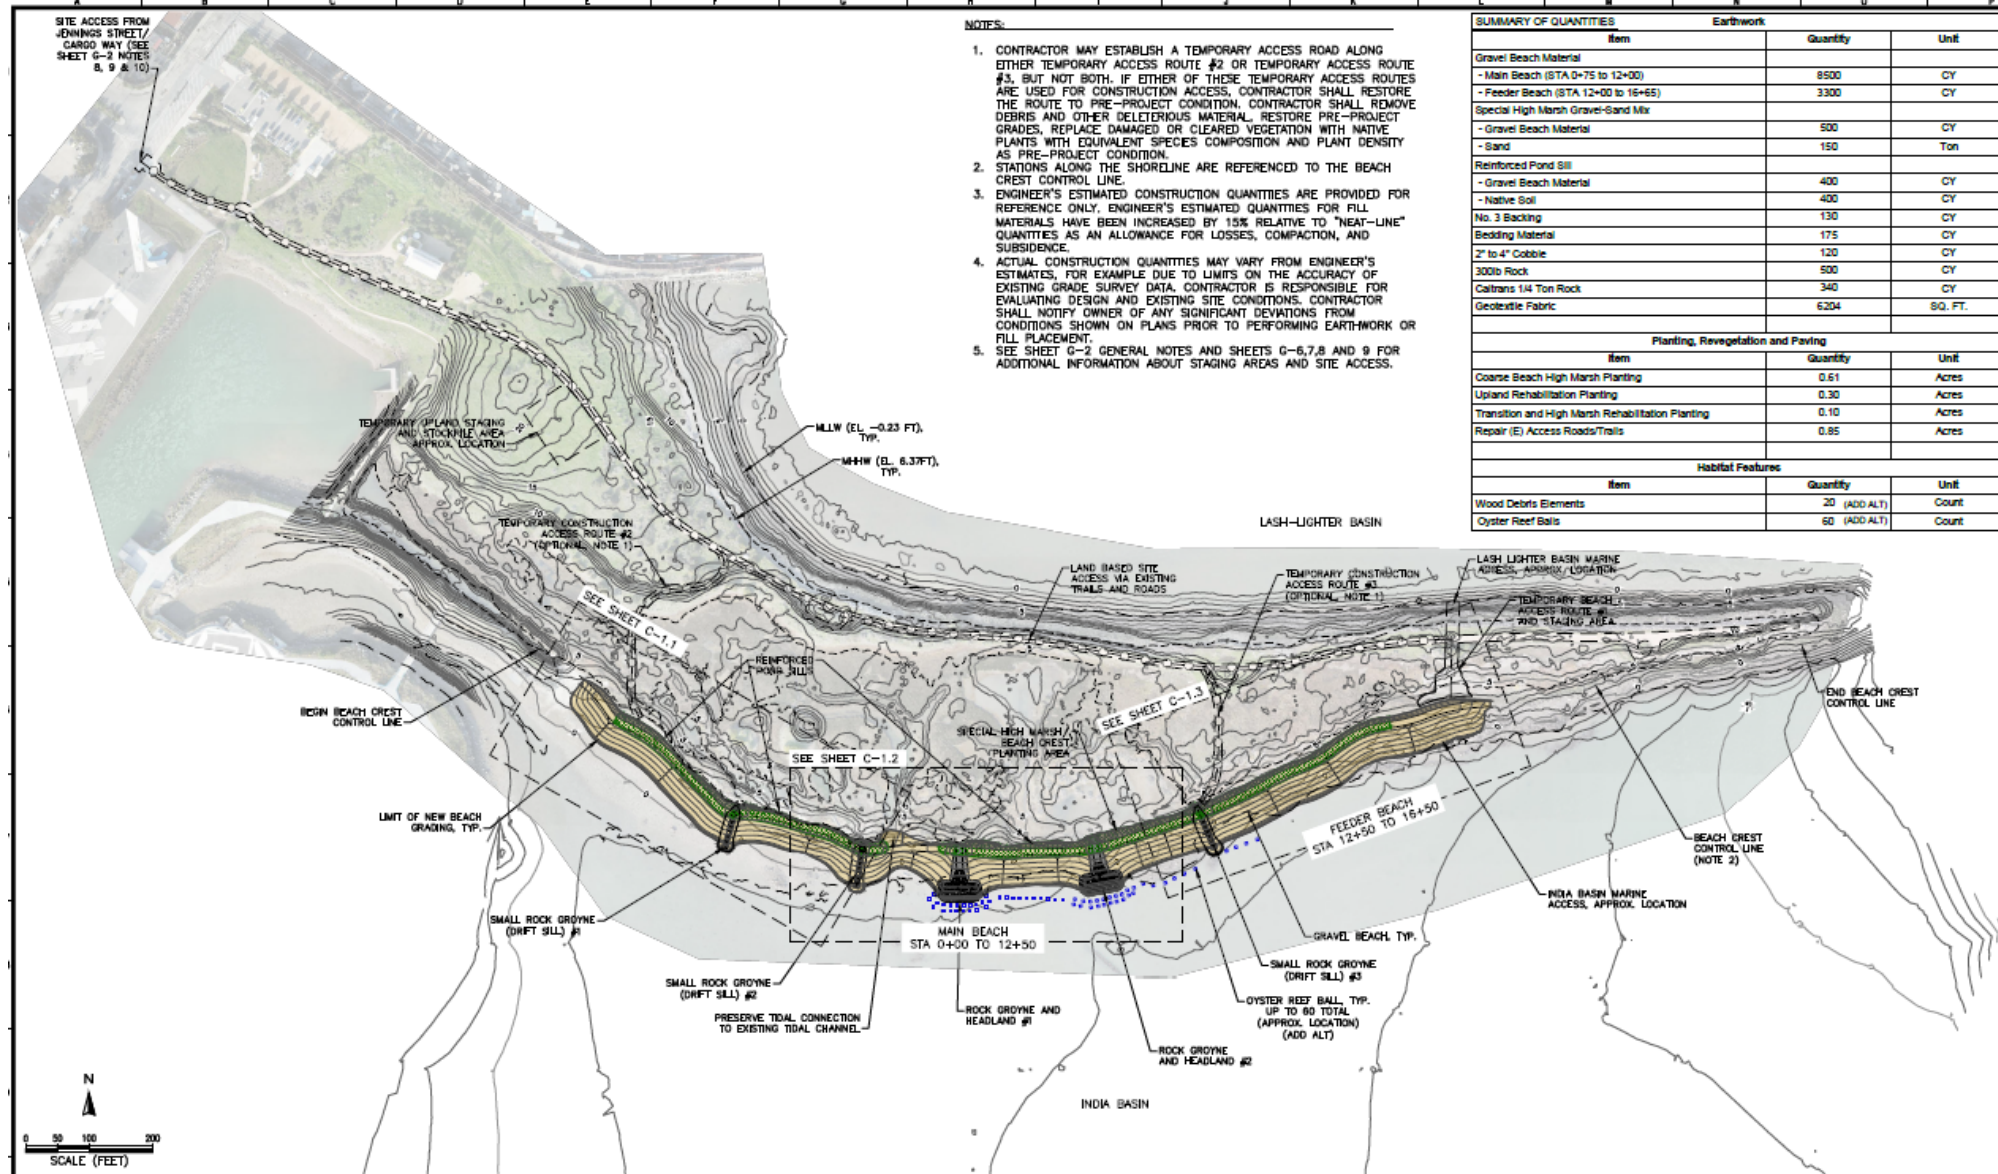 SITE ACCESS FROM
JENNINGS STREET/
CARGO WAY (SEE
SHEET G-2 NOTES
8, 9 & 10)
NOTES:
1. CONTRACTOR MAY ESTABLISH A TEMPORARY ACCESS ROAD ALONG
EITHER TEMPORARY ACCESS ROUTE #2 OR TEMPORARY ACCESS ROUTE
#3, BUT NOT BOTH. IF EITHER OF THESE TEMPORARY ACCESS ROUTES
ARE USED FOR CONSTRUCTION ACCESS, CONTRACTOR SHALL RESTORE
THE ROUTE TO PRE-PROJECT CONDITION. CONTRACTOR SHALL REMOVE
DEBRIS AND OTHER DELETERIOUS MATERIAL, RESTORE PRE-PROJECT
GRADES, REPLACE DAMAGED OR CLEARED VEGETATION WITH NATIVE
PLANTS WITH EQUIVALENT SPECIES COMPOSITION AND PLANT DENSITY
AS PRE-PROJECT CONDITION.
2. STATIONS ALONG THE SHORELINE ARE REFERENCED TO THE BEACH
CREST CONTROL LINE.
3. ENGINEER'S ESTIMATED CONSTRUCTION QUANTITIES ARE PROVIDED FOR
REFERENCE ONLY. ENGINEER'S ESTIMATED QUANTITIES FOR FILL
MATERIALS HAVE BEEN INCREASED BY 15% RELATIVE TO "NEAT-LINE"
QUANTITIES AS AN ALLOWANCE FOR LOSSES, COMPACTION, AND
SUBSIDENCE.
4. ACTUAL CONSTRUCTION QUANTITIES MAY VARY FROM ENGINEER'S
ESTIMATES, FOR EXAMPLE DUE TO LIMITS ON THE ACCURACY OF
EXISTING GRADE SURVEY DATA. CONTRACTOR IS RESPONSIBLE FOR
EVALUATING DESIGN AND EXISTING SITE CONDITIONS. CONTRACTOR
SHALL NOTIFY OWNER OF ANY SIGNIFICANT DEVIATIONS FROM
CONDITIONS SHOWN ON PLANS PRIOR TO PERFORMING EARTHWORK OR
FILL PLACEMENT.
5. SEE SHEET G-2 GENERAL NOTES AND SHEETS G-6,7,8 AND 9 FOR
ADDITIONAL INFORMATION ABOUT STAGING AREAS AND SITE ACCESS.
SUMMARY OF QUANTITIES Earthwork
Item Quantity Unit
Gravel Beach Material
- Main Beach (STA 0+75 to 12+00) 8500 CY
- Feeder Beach (STA 12+00 to 16+65) 3300 CY
Special High Marsh Gravel-Sand Mix
- Gravel Beach Material 500 CY
- Sand 150 Ton
Reinforced Pond Sill
- Gravel Beach Material 400 CY
- Native Soil 400 CY
No. 3 Backing 130 CY
Bedding Material 175 CY
2" to 4" Cobble 120 CY
300lb Rock 500 CY
Caltrans 1/4 Ton Rock 340 CY
Geotextile Fabric 6204 SQ. FT.
Planting, Revegetation and Paving
Item Quantity Unit
Coarse Beach High Marsh Planting 0.61 Acres
Upland Rehabilitation Planting 0.30 Acres
Transition and High Marsh Rehabilitation Planting 0.10 Acres
Repair (E) Access Roads/Trails 0.85 Acres
Habitat Features
Item Quantity Unit
Wood Debris Elements 20 (ADD ALT) Count
Oyster Reef Balls 60 (ADD ALT) Count
TEMPORARY UPLAND STAGING
AND STOCKPILE AREA
APPROX. LOCATION
MLLW (EL. -0.23 FT),
TYP.
MHHW (EL. 6.37FT),
TYP.
TEMPORARY CONSTRUCTION
ACCESS ROUTE #2
(OPTIONAL, NOTE 1)
LASH-LIGHTER BASIN
LAND BASED SITE
ACCESS VIA EXISTING
TRAILS AND ROADS
TEMPORARY CONSTRUCTION
ACCESS ROUTE #3
(OPTIONAL, NOTE 1)
LASH LIGHTER BASIN MARINE
ACCESS, APPROX. LOCATION
TEMPORARY BEACH
ACCESS ROUTE #1
AND STAGING AREA
SEE SHEET C-1.1
REINFORCED
POND SILLS
SEE SHEET C-1.3
SPECIAL HIGH MARSH/
BEACH CREST
PLANTING AREA
SEE SHEET C-1.2
BEGIN BEACH CREST
CONTROL LINE
END BEACH CREST
CONTROL LINE
LIMIT OF NEW BEACH
GRADING, TYP.
FEEDER BEACH
STA 12+50 TO 16+50
BEACH CREST
CONTROL LINE
(NOTE 2)
INDIA BASIN MARINE
ACCESS, APPROX. LOCATION
SMALL ROCK GROYNE
(DRIFT SILL) #1
MAIN BEACH
STA 0+00 TO 12+50
GRAVEL BEACH, TYP.
SMALL ROCK GROYNE
(DRIFT SILL) #3
SMALL ROCK GROYNE
(DRIFT SILL) #2
OYSTER REEF BALL, TYP.
UP TO 60 TOTAL
(APPROX. LOCATION)
(ADD ALT)
PRESERVE TIDAL CONNECTION
TO EXISTING TIDAL CHANNEL
ROCK GROYNE AND
HEADLAND #1
ROCK GROYNE
AND HEADLAND #2
INDIA BASIN
N
0 50 100 200
SCALE (FEET)